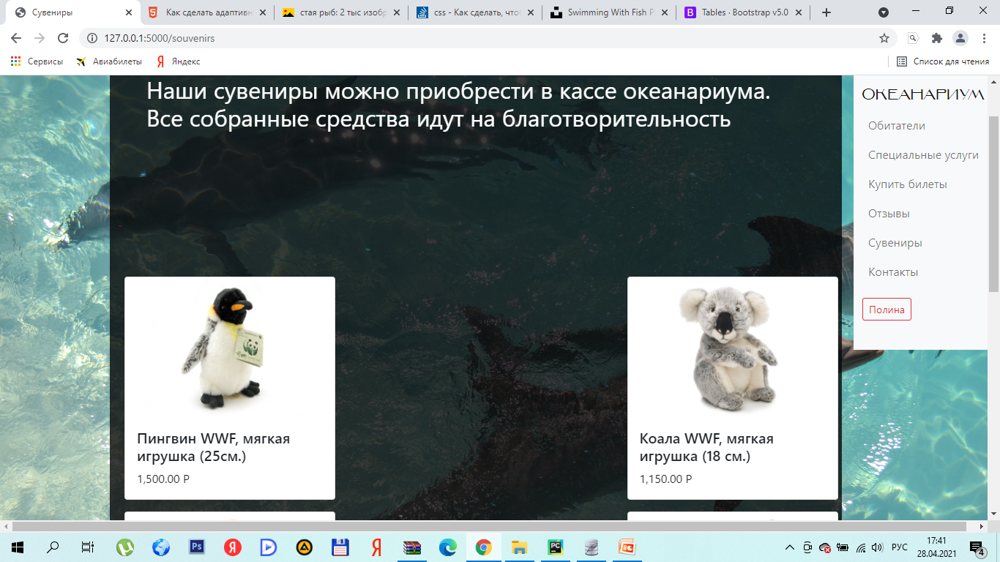 Сувениры
Как сделать адаптивн
стая рыб: 2 тыс изобр
css - Как сделать, что
Swimming With Fish P
Tables · Bootstrap v5.0
127.0.0.1:5000/souvenirs
Сервисы
Авиабилеты
Яндекс
Список для чтения
Наши сувениры можно приобрести в кассе океанариума.
Все собранные средства идут на благотворительность
ОКЕАНАРИУМ
Обитатели
Специальные услуги
Купить билеты
Отзывы
Сувениры
Контакты
Полина
Пингвин WWF, мягкая
игрушка (25см.)
1,500.00 Р
Коала WWF, мягкая
игрушка (18 см.)
1,150.00 Р
РУС
17:41
28.04.2021
4